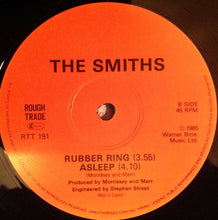 THE SMITHS
ROUGH
TRADE
RTT 191
B SIDE
45 RPM
℗ 1985
Warner Bros.
Music Ltd.
RUBBER RING (3.55)
ASLEEP (4.10)
(Morrissey and Marr)
Produced by Morrissey and Marr
Engineered by Stephen Street
Made in England